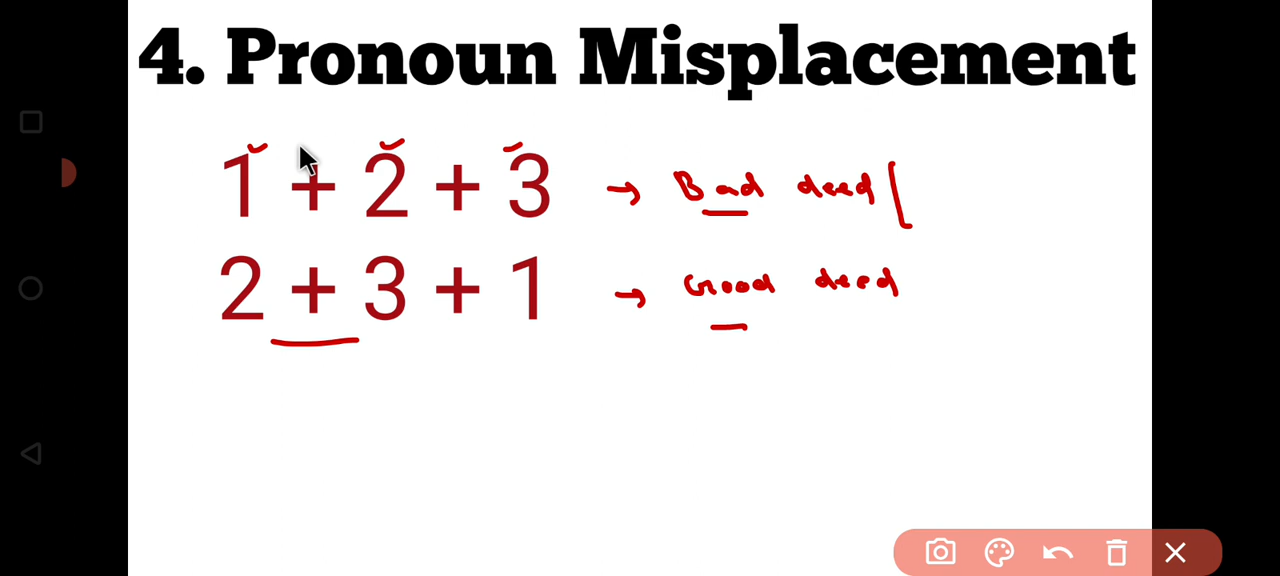 4. Pronoun Misplacement
1 + 2 + 3 → Bad deed
2 + 3 + 1 → Good deed